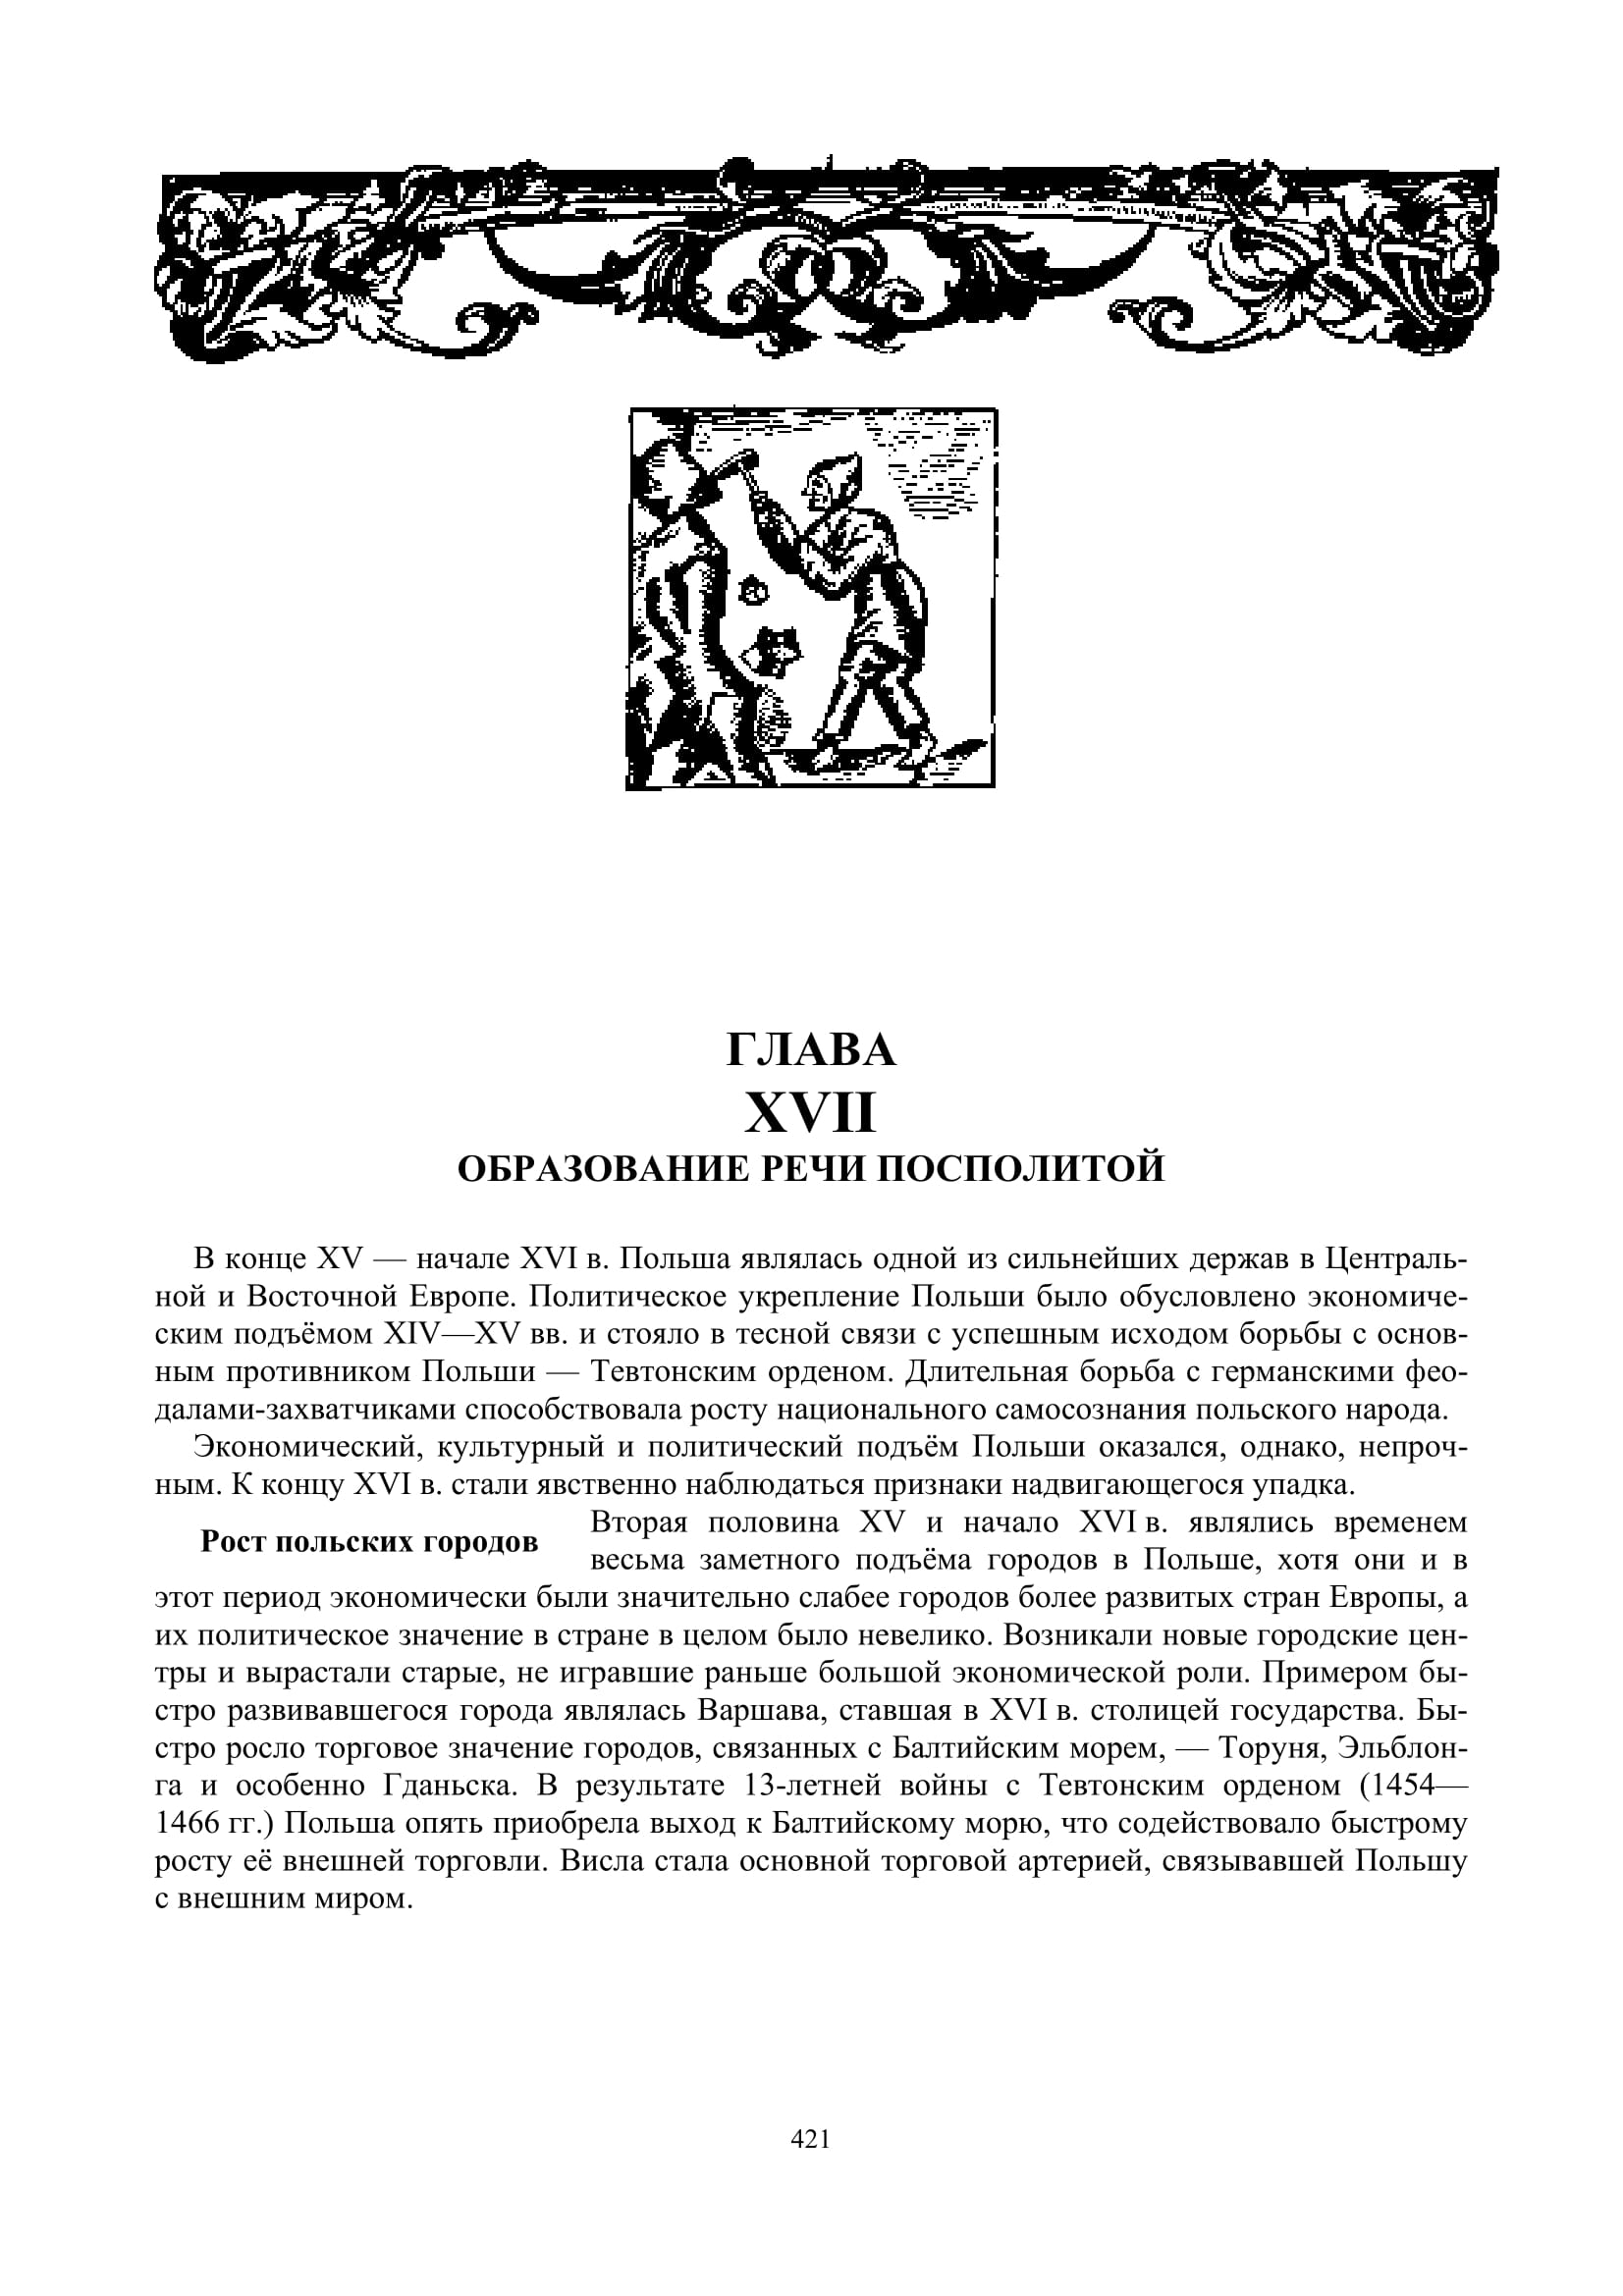 ГЛАВА
XVII
ОБРАЗОВАНИЕ РЕЧИ ПОСПОЛИТОЙ
В конце XV — начале XVI в. Польша являлась одной из сильнейших держав в Централь-
ной и Восточной Европе. Политическое укрепление Польши было обусловлено экономиче-
ским подъёмом XIV—XV вв. и стояло в тесной связи с успешным исходом борьбы с основ-
ным противником Польши — Тевтонским орденом. Длительная борьба с германскими фео-
далами-захватчиками способствовала росту национального самосознания польского народа.
Экономический, культурный и политический подъём Польши оказался, однако, непроч-
ным. К концу XVI в. стали явственно наблюдаться признаки надвигающегося упадка.
Рост польских городов
Вторая половина XV и начало XVI в. являлись временем
весьма заметного подъёма городов в Польше, хотя они и в
этот период экономически были значительно слабее городов более развитых стран Европы, а
их политическое значение в стране в целом было невелико. Возникали новые городские цен-
тры и вырастали старые, не игравшие раньше большой экономической роли. Примером бы-
стро развивавшегося города являлась Варшава, ставшая в XVI в. столицей государства. Бы-
стро росло торговое значение городов, связанных с Балтийским морем, — Торуня, Эльблон-
га и особенно Гданьска. В результате 13-летней войны с Тевтонским орденом (1454—
1466 гг.) Польша опять приобрела выход к Балтийскому морю, что содействовало быстрому
росту её внешней торговли. Висла стала основной торговой артерией, связывавшей Польшу
с внешним миром.
421